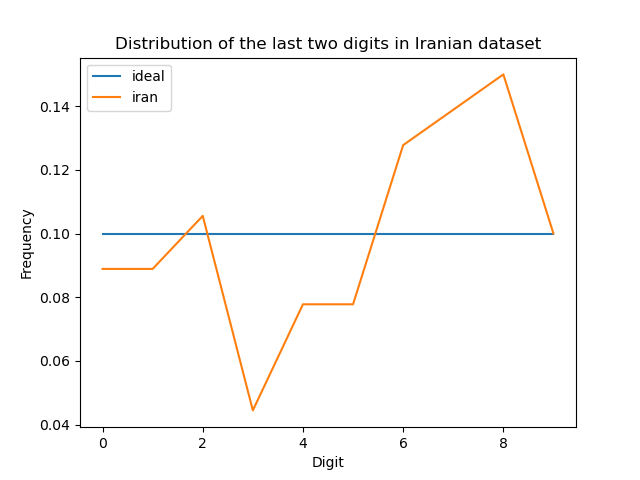 Distribution of the last two digits in Iranian dataset
ideal
iran
0.14
0.12
0.10
0.08
0.06
0.04
Frequency
0 2 4 6 8
Digit